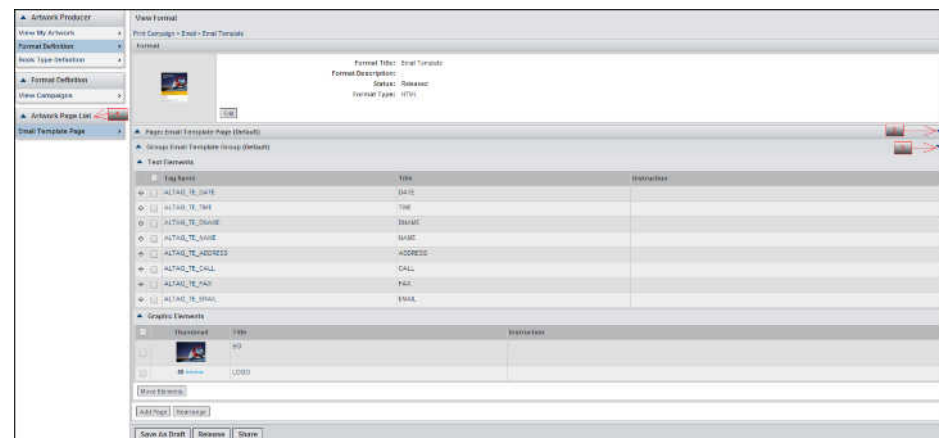 Artwork Producer
View My Artwork
Format Definition
Book Type Definition
Format Definition
View Campaigns
Artwork Page List
Email Template Page
View Format
Print Campaign > Email > Email Template
Format
Format Title: Email Template
Format Description:
Status: Released
Format Type: HTML
Edit
Page: Email Template Page (Default)
Group: Email Template Group (Default)
Text Elements
Tag Name Title Instruction
ALTAG_TE_DATE DATE
ALTAG_TE_TIME TIME
ALTAG_TE_DNAME DNAME
ALTAG_TE_NAME NAME
ALTAG_TE_ADDRESS ADDRESS
ALTAG_TE_CALL CALL
ALTAG_TE_FAX FAX
ALTAG_TE_EMAIL EMAIL
Graphic Elements
Thumbnail Title Instruction
LOGO
Move Elements
Add Page Rearrange
Save As Draft Release Share